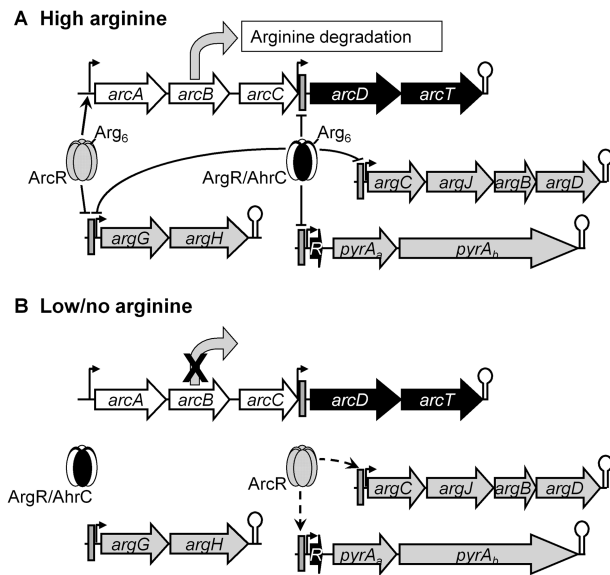 A High arginine
Arginine degradation
arcA arcB arcC arcD arcT
Arg6
ArcR
Arg6
ArgR/AhrC
argC argJ argB argD
argG argH
R pyrAa pyrAb
B Low/no arginine
X
arcA arcB arcC arcD arcT
ArgR/AhrC
ArcR
argC argJ argB argD
argG argH
R pyrAa pyrAb